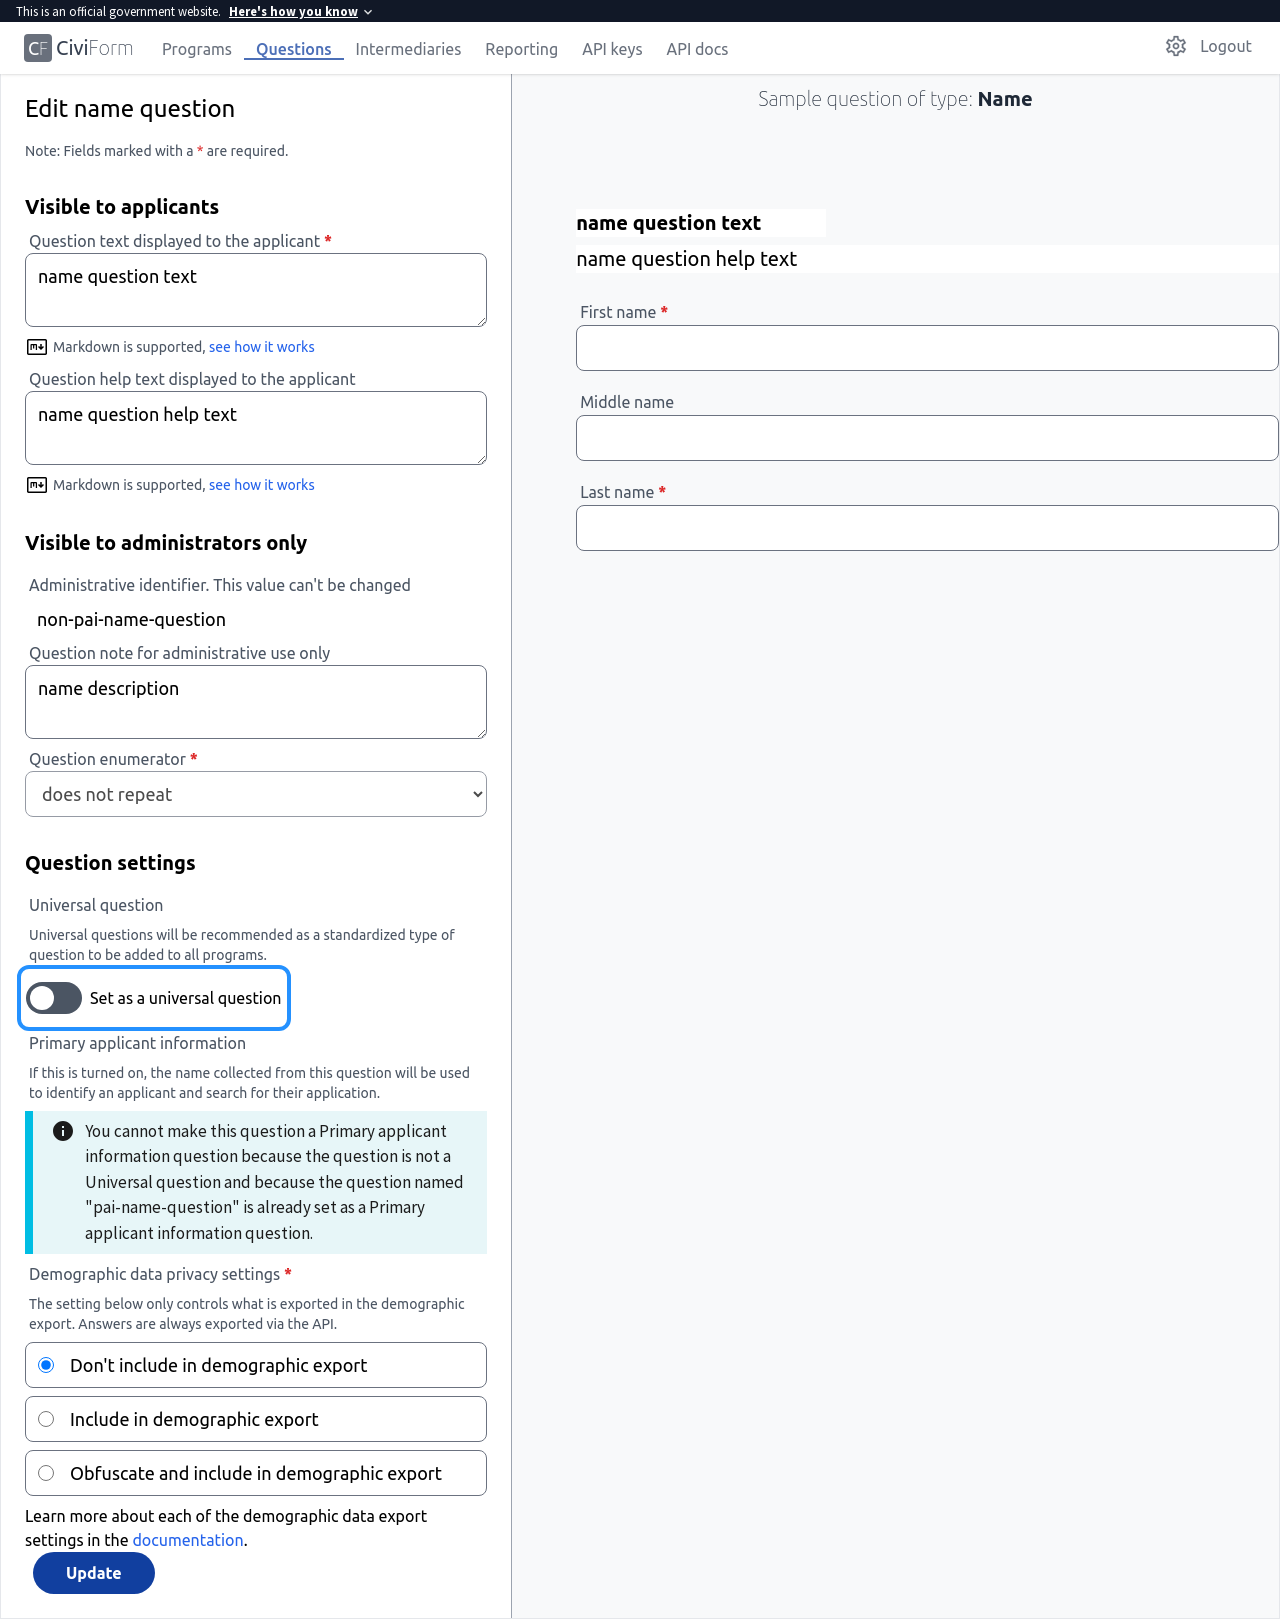 This is an official government website. Here's how you know
CF CiviForm Programs Questions Intermediaries Reporting API keys API docs Logout
Edit name question
Note: Fields marked with a * are required.
Visible to applicants
Question text displayed to the applicant *
name question text
Markdown is supported, see how it works
Question help text displayed to the applicant
name question help text
Markdown is supported, see how it works
Visible to administrators only
Administrative identifier. This value can't be changed
non-pai-name-question
Question note for administrative use only
name description
Question enumerator *
does not repeat
Question settings
Universal question
Universal questions will be recommended as a standardized type of
question to be added to all programs.
Set as a universal question
Primary applicant information
If this is turned on, the name collected from this question will be used
to identify an applicant and search for their application.
You cannot make this question a Primary applicant
information question because the question is not a
Universal question and because the question named
"pai-name-question" is already set as a Primary
applicant information question.
Demographic data privacy settings *
The setting below only controls what is exported in the demographic
export. Answers are always exported via the API.
Don't include in demographic export
Include in demographic export
Obfuscate and include in demographic export
Learn more about each of the demographic data export
settings in the documentation.
Update
Sample question of type: Name
name question text
name question help text
First name *
Middle name
Last name *